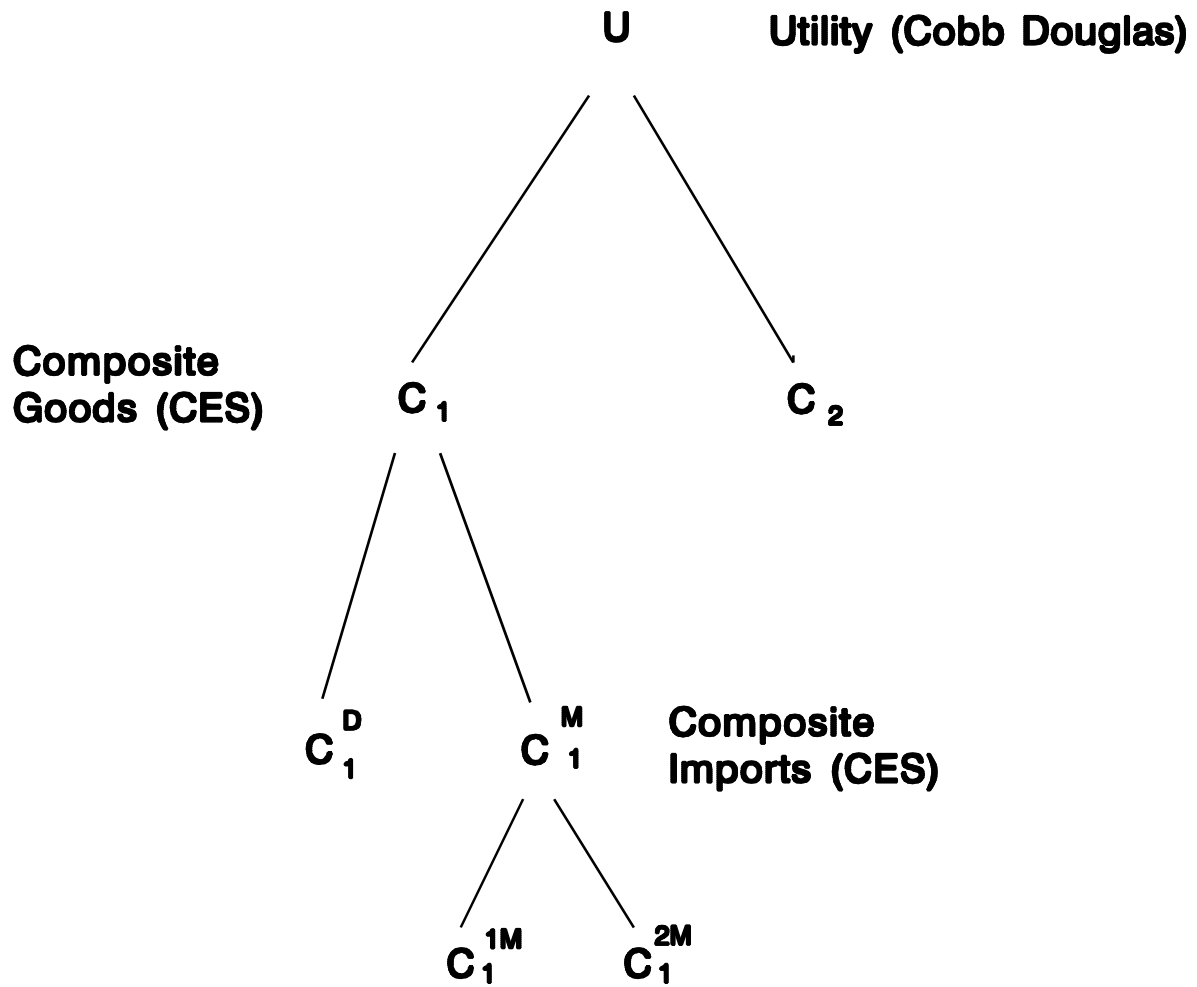 U
Utility (Cobb Douglas)
Composite
Goods (CES)
C 1
C 2
C 1 D
C 1 M
Composite
Imports (CES)
C 1 1M
C 1 2M